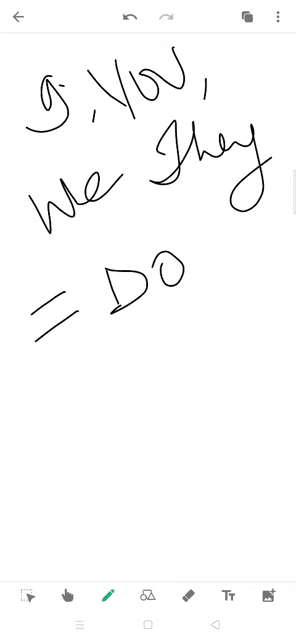 I, YOU,
We They
= DO